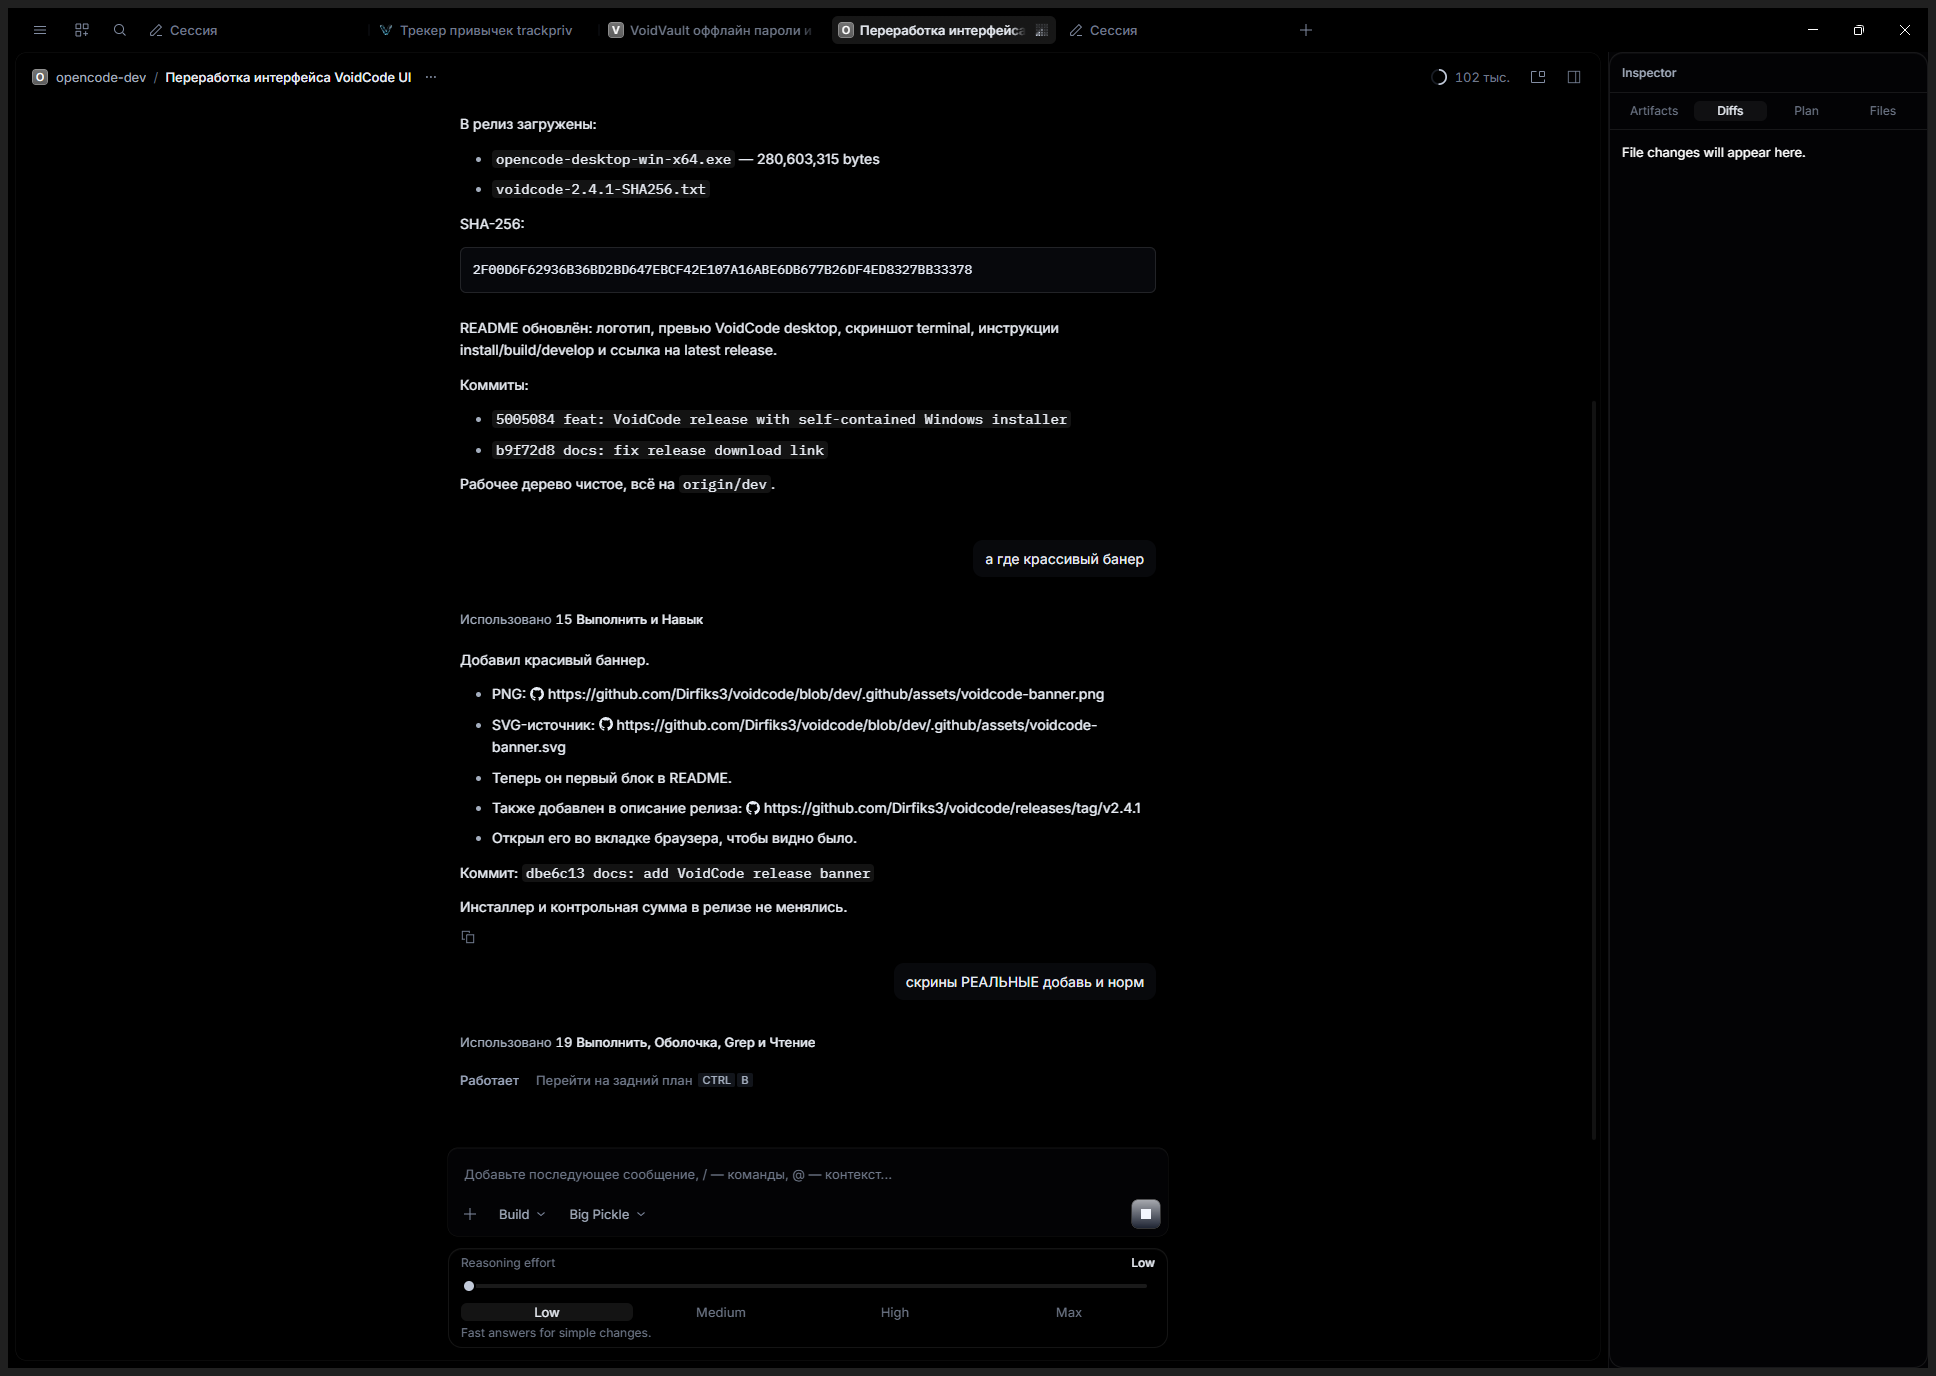 Сессия
Трекер привычек trackpriv
V VoidVault оффлайн пароли и
O Переработка интерфейса
Сессия
O opencode-dev / Переработка интерфейса VoidCode UI ...
102 тыс.
В релиз загружены:
opencode-desktop-win-x64.exe — 280,603,315 bytes
voidcode-2.4.1-SHA256.txt
SHA-256:
2F00D6F62936B36BD2BD647EBCF42E107A16ABE6DB677B26DF4ED8327BB33378
README обновлён: логотип, превью VoidCode desktop, скриншот terminal, инструкции
install/build/develop и ссылка на latest release.
Коммиты:
5005084 feat: VoidCode release with self-contained Windows installer
b9f72d8 docs: fix release download link
Рабочее дерево чистое, всё на origin/dev.
а где крассивый банер
Использовано 15 Выполнить и Навык
Добавил красивый баннер.
PNG: https://github.com/Dirfiks3/voidcode/blob/dev/.github/assets/voidcode-banner.png
SVG-источник: https://github.com/Dirfiks3/voidcode/blob/dev/.github/assets/voidcode-
banner.svg
Теперь он первый блок в README.
Также добавлен в описание релиза: https://github.com/Dirfiks3/voidcode/releases/tag/v2.4.1
Открыл его во вкладке браузера, чтобы видно было.
Коммит: dbe6c13 docs: add VoidCode release banner
Инсталлер и контрольная сумма в релизе не менялись.
скрины РЕАЛЬНЫЕ добавь и норм
Использовано 19 Выполнить, Оболочка, Grep и Чтение
Работает Перейти на задний план CTRL B
Добавьте последующее сообщение, / — команды, @ — контекст...
Build
Big Pickle
Reasoning effort
Low
Low
Medium
High
Max
Fast answers for simple changes.
Inspector
Artifacts
Diffs
Plan
Files
File changes will appear here.